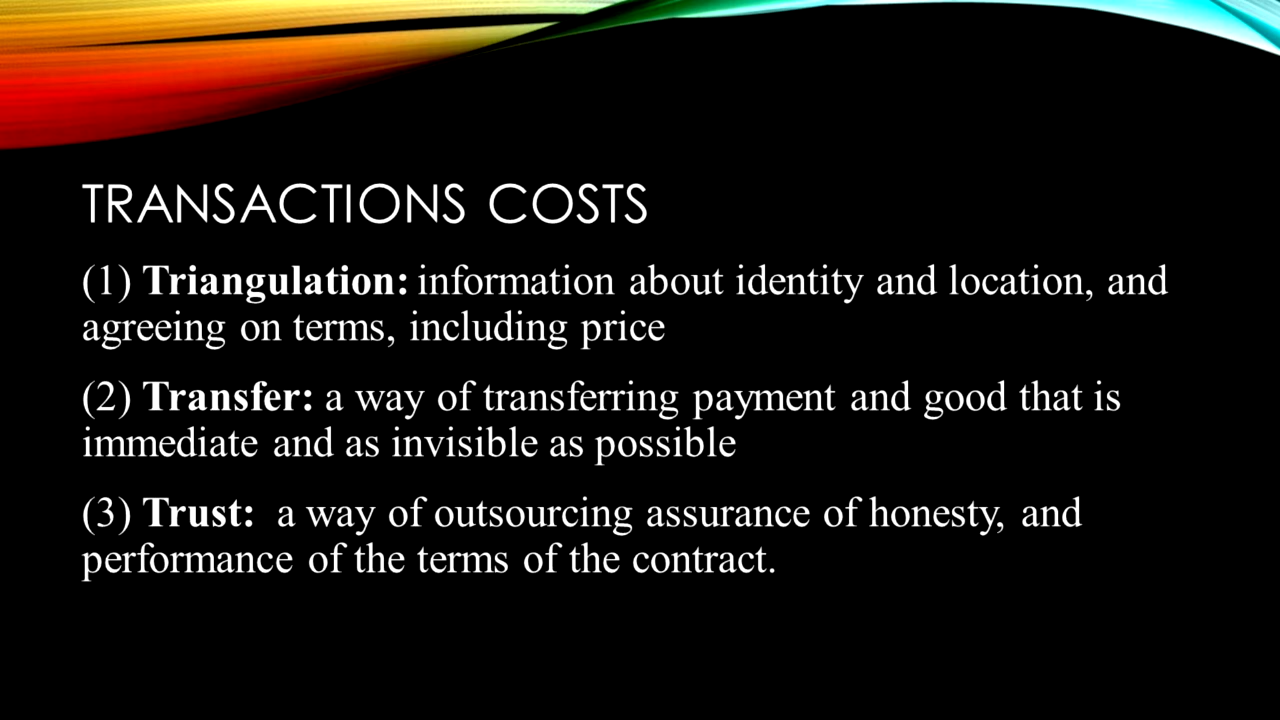 TRANSACTIONS COSTS
(1) Triangulation: information about identity and location, and
agreeing on terms, including price
(2) Transfer: a way of transferring payment and good that is
immediate and as invisible as possible
(3) Trust:  a way of outsourcing assurance of honesty, and
performance of the terms of the contract.